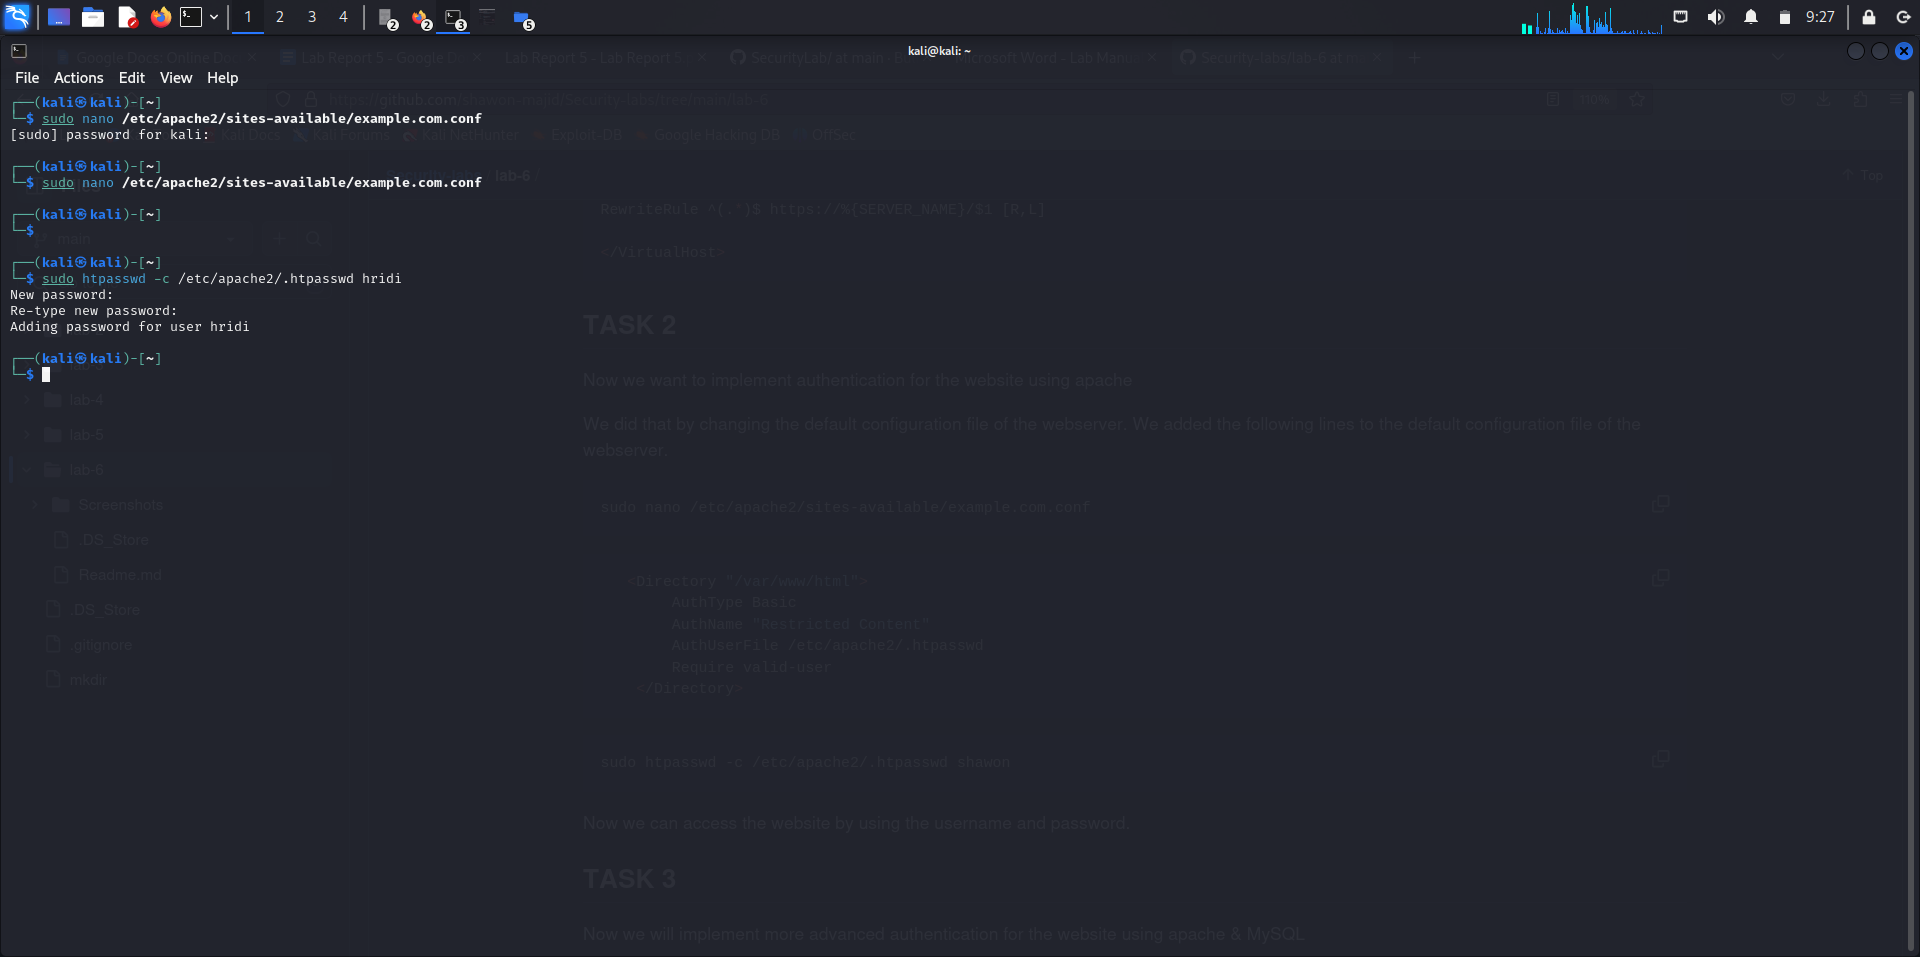 1 2 3 4 2 2 3 5 9:27
kali@kali: ~
Google Docs: Online Do
Lab Report 5 - Google D
Lab Report 5 - Lab Report 5
SecurityLab/ at main
Microsoft Word - Lab Man
Security-labs/lab-6 at m
File Actions Edit View Help
┌──(kali㉿kali)-[~]
└─$ sudo nano /etc/apache2/sites-available/example.com.conf
[sudo] password for kali:
Kali Docs Kali Forums Kali NetHunter Exploit-DB Google Hacking DB OffSec
┌──(kali㉿kali)-[~]
└─$ sudo nano /etc/apache2/sites-available/example.com.conf
lab-6
Top
┌──(kali㉿kali)-[~]
└─$
main
┌──(kali㉿kali)-[~]
└─$ sudo htpasswd -c /etc/apache2/.htpasswd hridi
New password:
Re-type new password:
Adding password for user hridi
┌──(kali㉿kali)-[~]
└─$
lab-4
lab-5
lab-6
Screenshots
.DS_Store
Readme.md
.DS_Store
.gitignore
mkdir
RewriteRule ^(.*)$ https://%{SERVER_NAME}/$1 [R,L]
</VirtualHost>
TASK 2
Now we want to implement authentication for the website using apache
We did that by changing the default configuration file of the webserver. We added the following lines to the default configuration file of the
webserver.
sudo nano /etc/apache2/sites-available/example.com.conf
<Directory "/var/www/html">
AuthType Basic
AuthName "Restricted Content"
AuthUserFile /etc/apache2/.htpasswd
Require valid-user
</Directory>
sudo htpasswd -c /etc/apache2/.htpasswd shawon
Now we can access the website by using the username and password.
TASK 3
Now we will implement more advanced authentication for the website using apache & MySQL